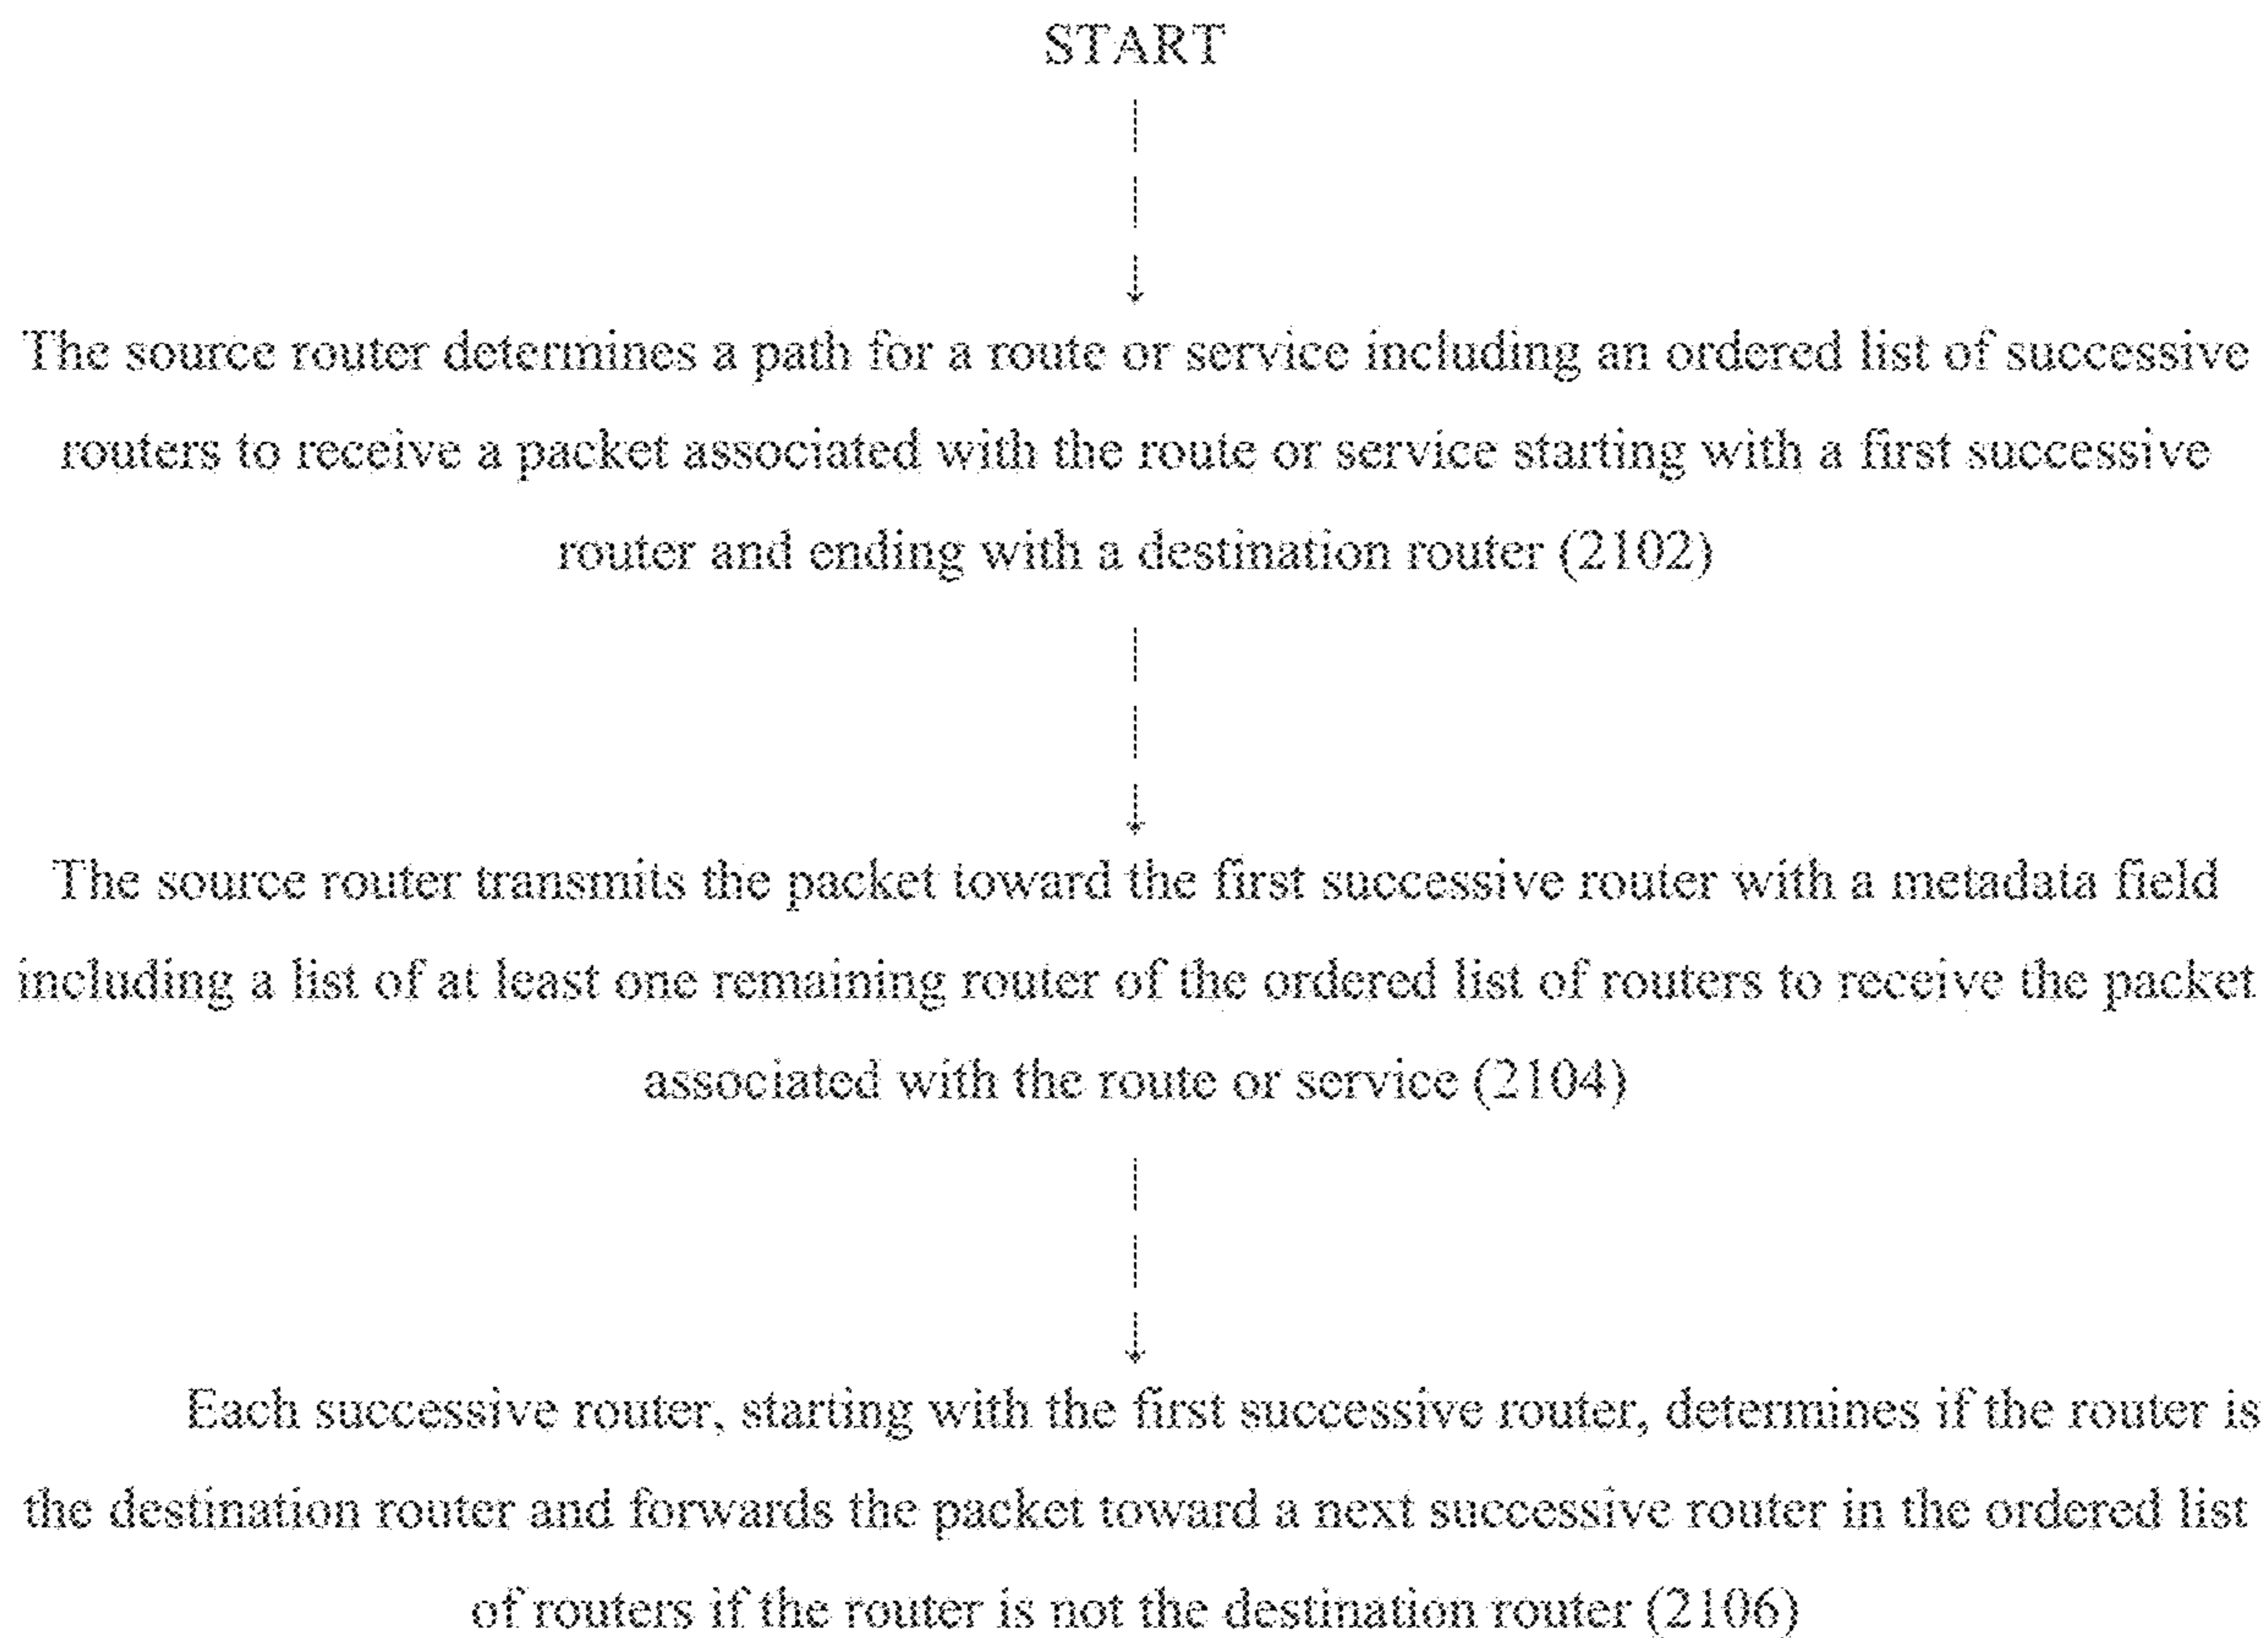 START
The source router determines a path for a route or service including an ordered list of successive
routers to receive a packet associated with the route or service starting with a first successive
router and ending with a destination router (2102)
The source router transmits the packet toward the first successive router with a metadata field
including a list of at least one remaining router of the ordered list of routers to receive the packet
associated with the route or service (2104)
Each successive router, starting with the first successive router, determines if the router is
the destination router and forwards the packet toward a next successive router in the ordered list
of routers if the router is not the destination router (2106)